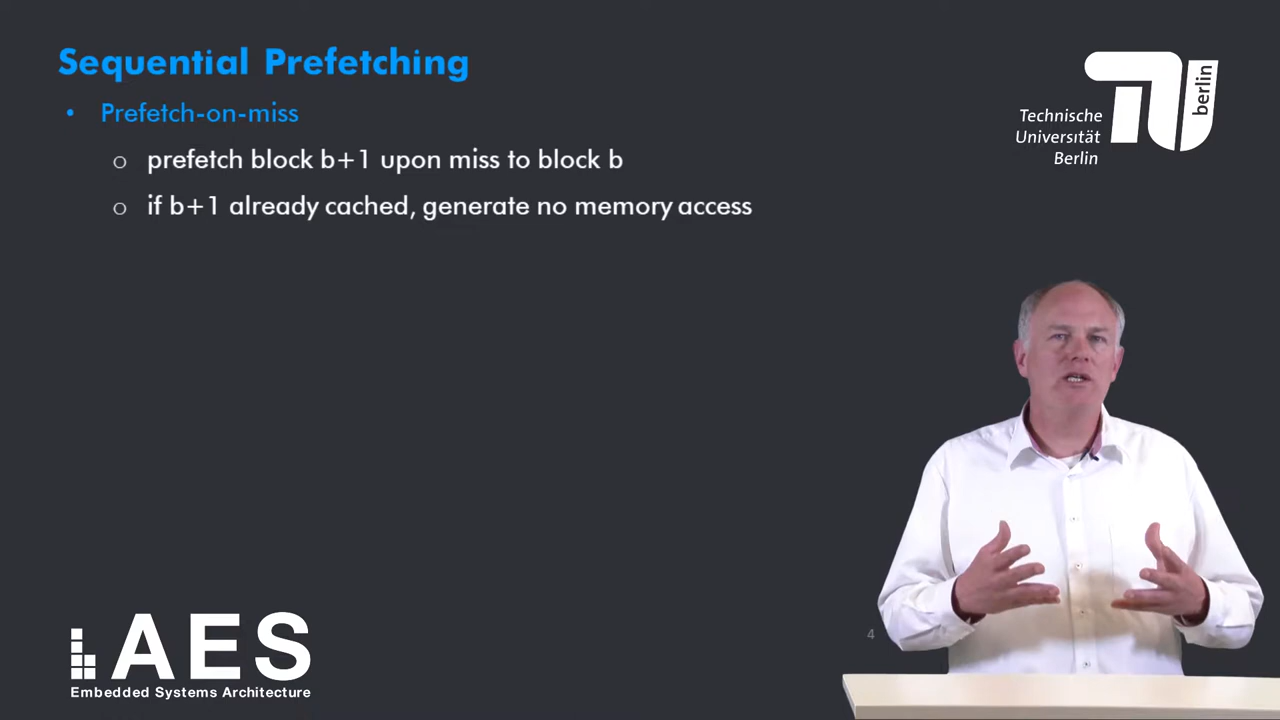 Sequential Prefetching
• Prefetch-on-miss
o prefetch block b+1 upon miss to block b
o if b+1 already cached, generate no memory access
Technische
Universität
Berlin
berlin
4
AES
Embedded Systems Architecture